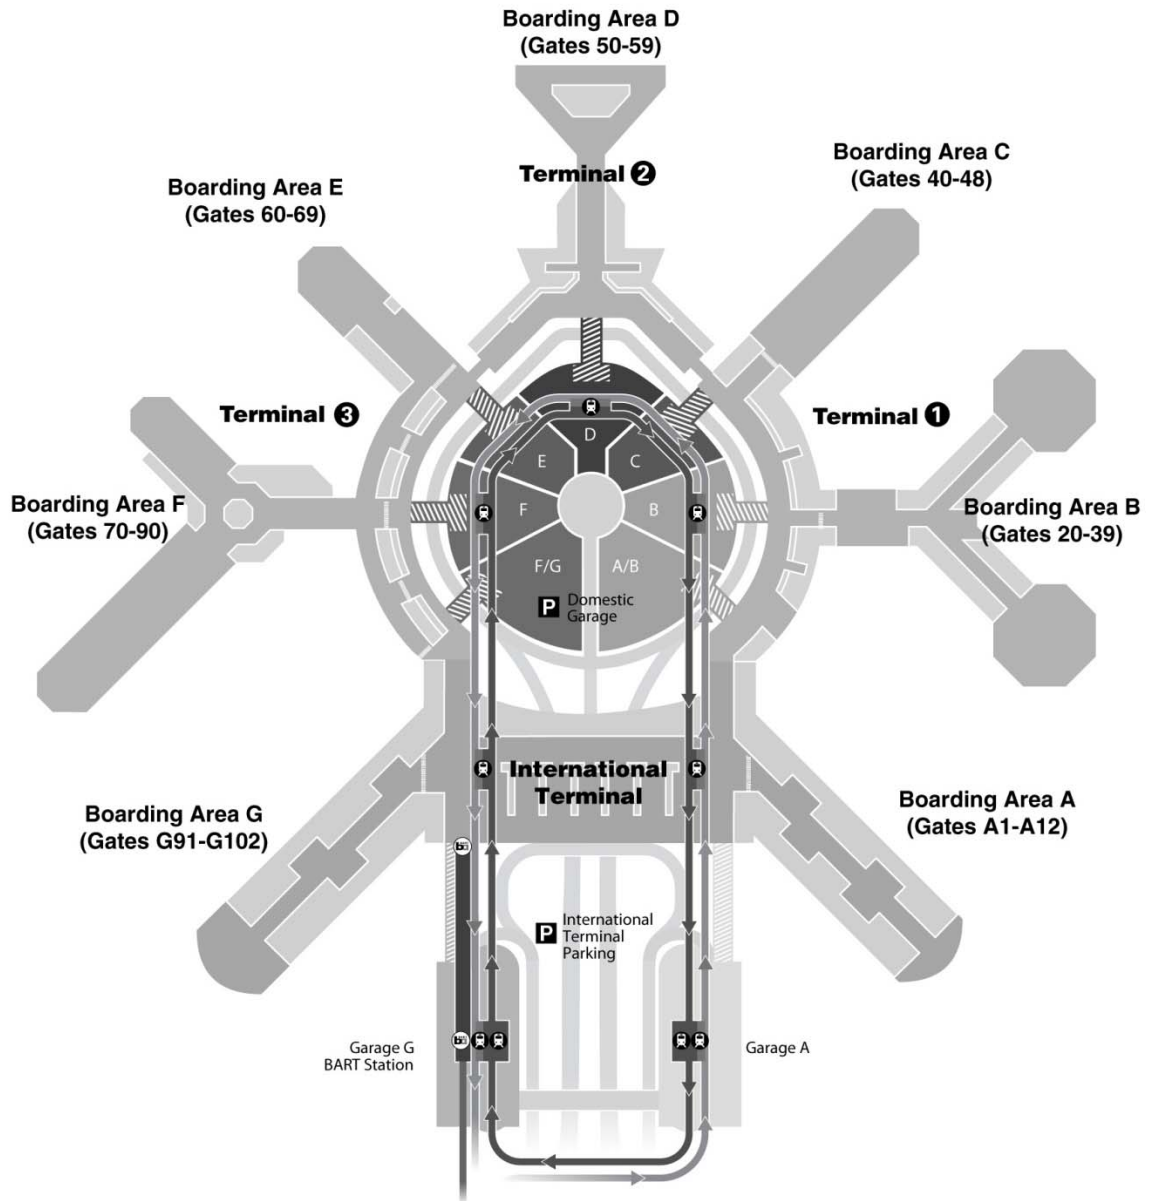 Boarding Area D
(Gates 50-59)
Boarding Area C
(Gates 40-48)
Terminal 2
Boarding Area E
(Gates 60-69)
Terminal 3
Terminal 1
D
E
C
Boarding Area F
(Gates 70-90)
F
B
Boarding Area B
(Gates 20-39)
F/G
A/B
P
Domestic
Garage
International
Terminal
Boarding Area G
(Gates G91-G102)
Boarding Area A
(Gates A1-A12)
P
International
Terminal
Parking
Garage G
BART Station
Garage A